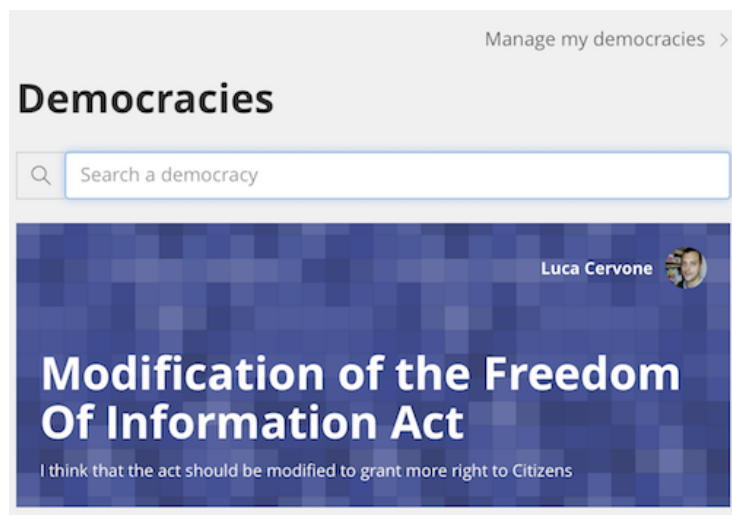 Manage my democracies
Democracies
Search a democracy
Luca Cervone
Modification of the Freedom
Of Information Act
I think that the act should be modified to grant more right to Citizens